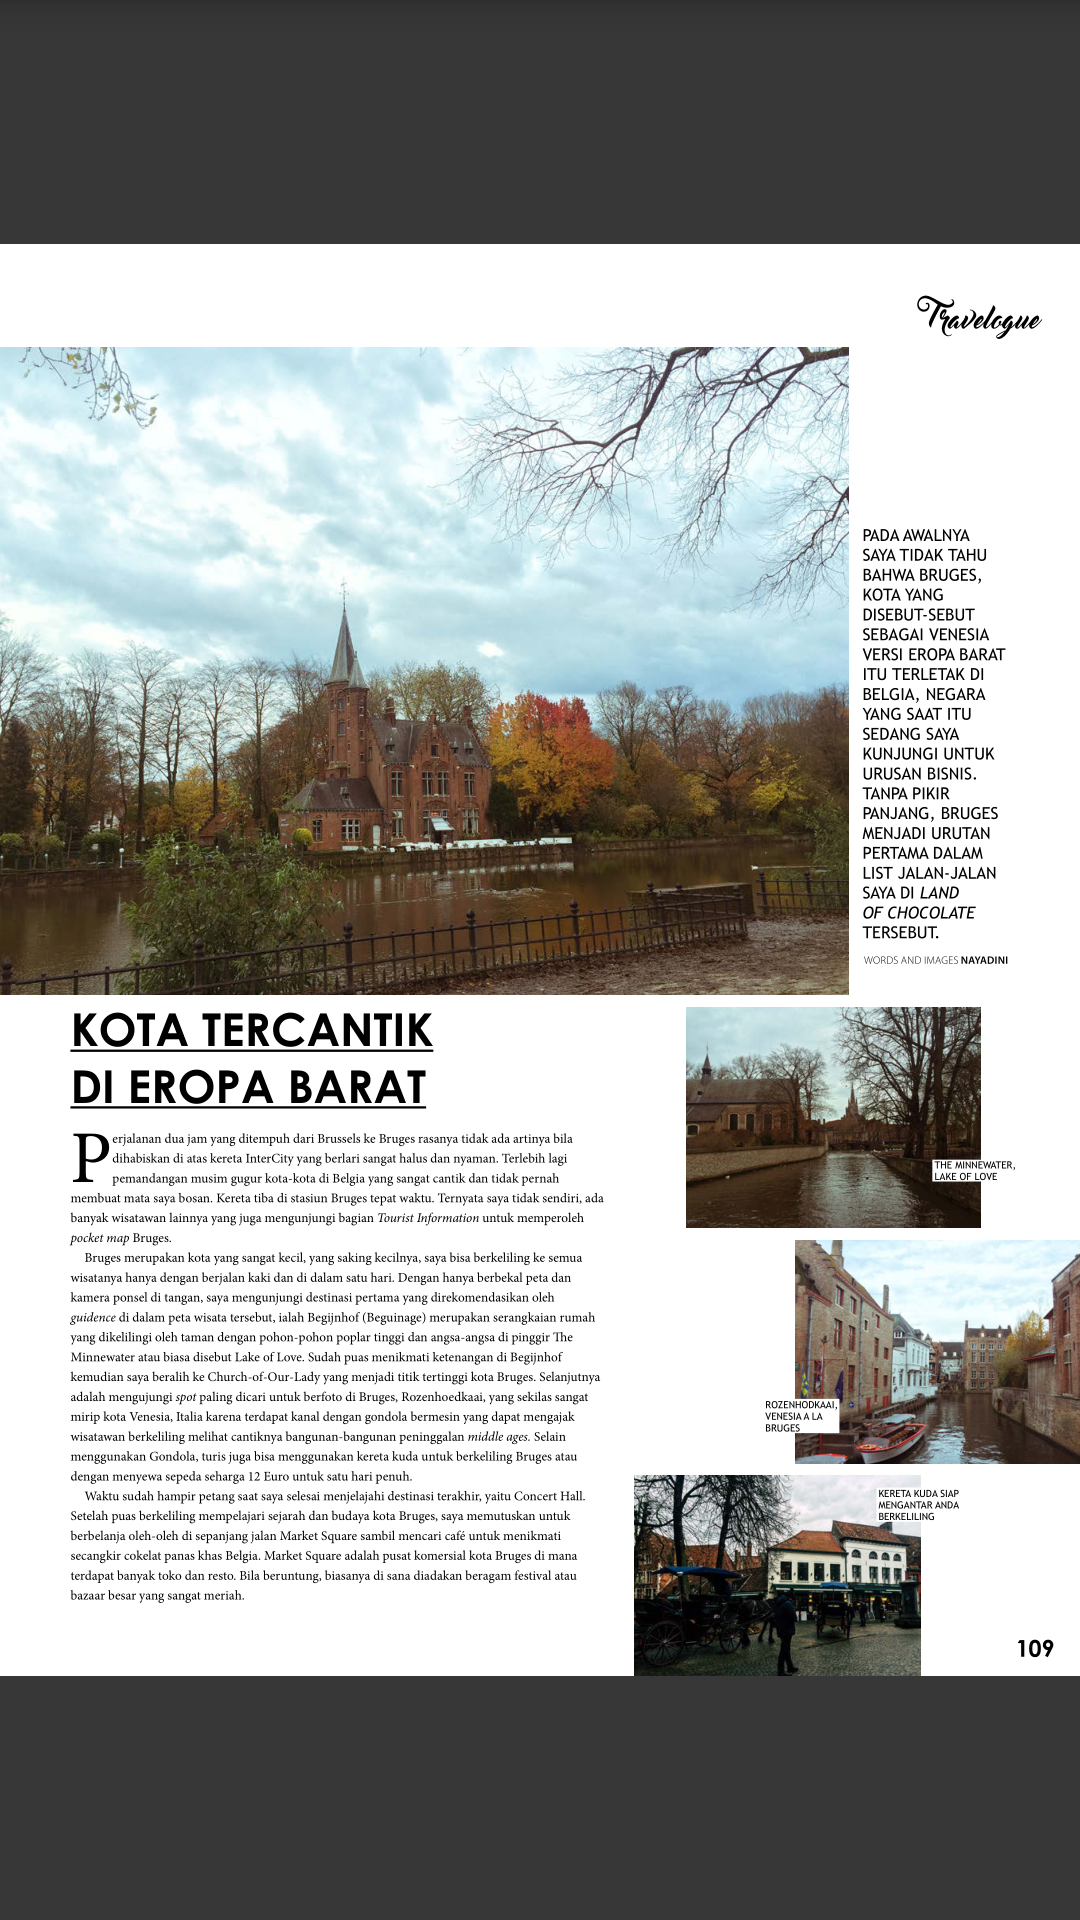 Travelogue
PADA AWALNYA
SAYA TIDAK TAHU
BAHWA BRUGES,
KOTA YANG
DISEBUT-SEBUT
SEBAGAI VENESIA
VERSI EROPA BARAT
ITU TERLETAK DI
BELGIA, NEGARA
YANG SAAT ITU
SEDANG SAYA
KUNJUNGI UNTUK
URUSAN BISNIS.
TANPA PIKIR
PANJANG, BRUGES
MENJADI URUTAN
PERTAMA DALAM
LIST JALAN-JALAN
SAYA DI LAND
OF CHOCOLATE
TERSEBUT.
WORDS AND IMAGES NAYADINI
KOTA TERCANTIK
DI EROPA BARAT
Perjalanan dua jam yang ditempuh dari Brussels ke Bruges rasanya tidak ada artinya bila
dihabiskan di atas kereta InterCity yang berlari sangat halus dan nyaman. Terlebih lagi
pemandangan musim gugur kota-kota di Belgia yang sangat cantik dan tidak pernah
membuat mata saya bosan. Kereta tiba di stasiun Bruges tepat waktu. Ternyata saya tidak sendiri, ada
banyak wisatawan lainnya yang juga mengunjungi bagian Tourist Information untuk memperoleh
pocket map Bruges.
Bruges merupakan kota yang sangat kecil, yang saking kecilnya, saya bisa berkeliling ke semua
wisatanya hanya dengan berjalan kaki dan di dalam satu hari. Dengan hanya berbekal peta dan
kamera ponsel di tangan, saya mengunjungi destinasi pertama yang direkomendasikan oleh
guidence di dalam peta wisata tersebut, ialah Begijnhof (Beguinage) merupakan serangkaian rumah
yang dikelilingi oleh taman dengan pohon-pohon poplar tinggi dan angsa-angsa di pinggir The
Minnewater atau biasa disebut Lake of Love. Sudah puas menikmati ketenangan di Begijnhof
kemudian saya beralih ke Church-of-Our-Lady yang menjadi titik tertinggi kota Bruges. Selanjutnya
adalah mengujungi spot paling dicari untuk berfoto di Bruges, Rozenhoedkaai, yang sekilas sangat
mirip kota Venesia, Italia karena terdapat kanal dengan gondola bermesin yang dapat mengajak
wisatawan berkeliling melihat cantiknya bangunan-bangunan peninggalan middle ages. Selain
menggunakan Gondola, turis juga bisa menggunakan kereta kuda untuk berkeliling Bruges atau
dengan menyewa sepeda seharga 12 Euro untuk satu hari penuh.
Waktu sudah hampir petang saat saya selesai menjelajahi destinasi terakhir, yaitu Concert Hall.
Setelah puas berkeliling mempelajari sejarah dan budaya kota Bruges, saya memutuskan untuk
berbelanja oleh-oleh di sepanjang jalan Market Square sambil mencari café untuk menikmati
secangkir cokelat panas khas Belgia. Market Square adalah pusat komersial kota Bruges di mana
terdapat banyak toko dan resto. Bila beruntung, biasanya di sana diadakan beragam festival atau
bazaar besar yang sangat meriah.
THE MINNEWATER,
LAKE OF LOVE
ROZENHODKAAI,
VENESIA A LA
BRUGES
KERETA KUDA SIAP
MENGANTAR ANDA
BERKELILING
109